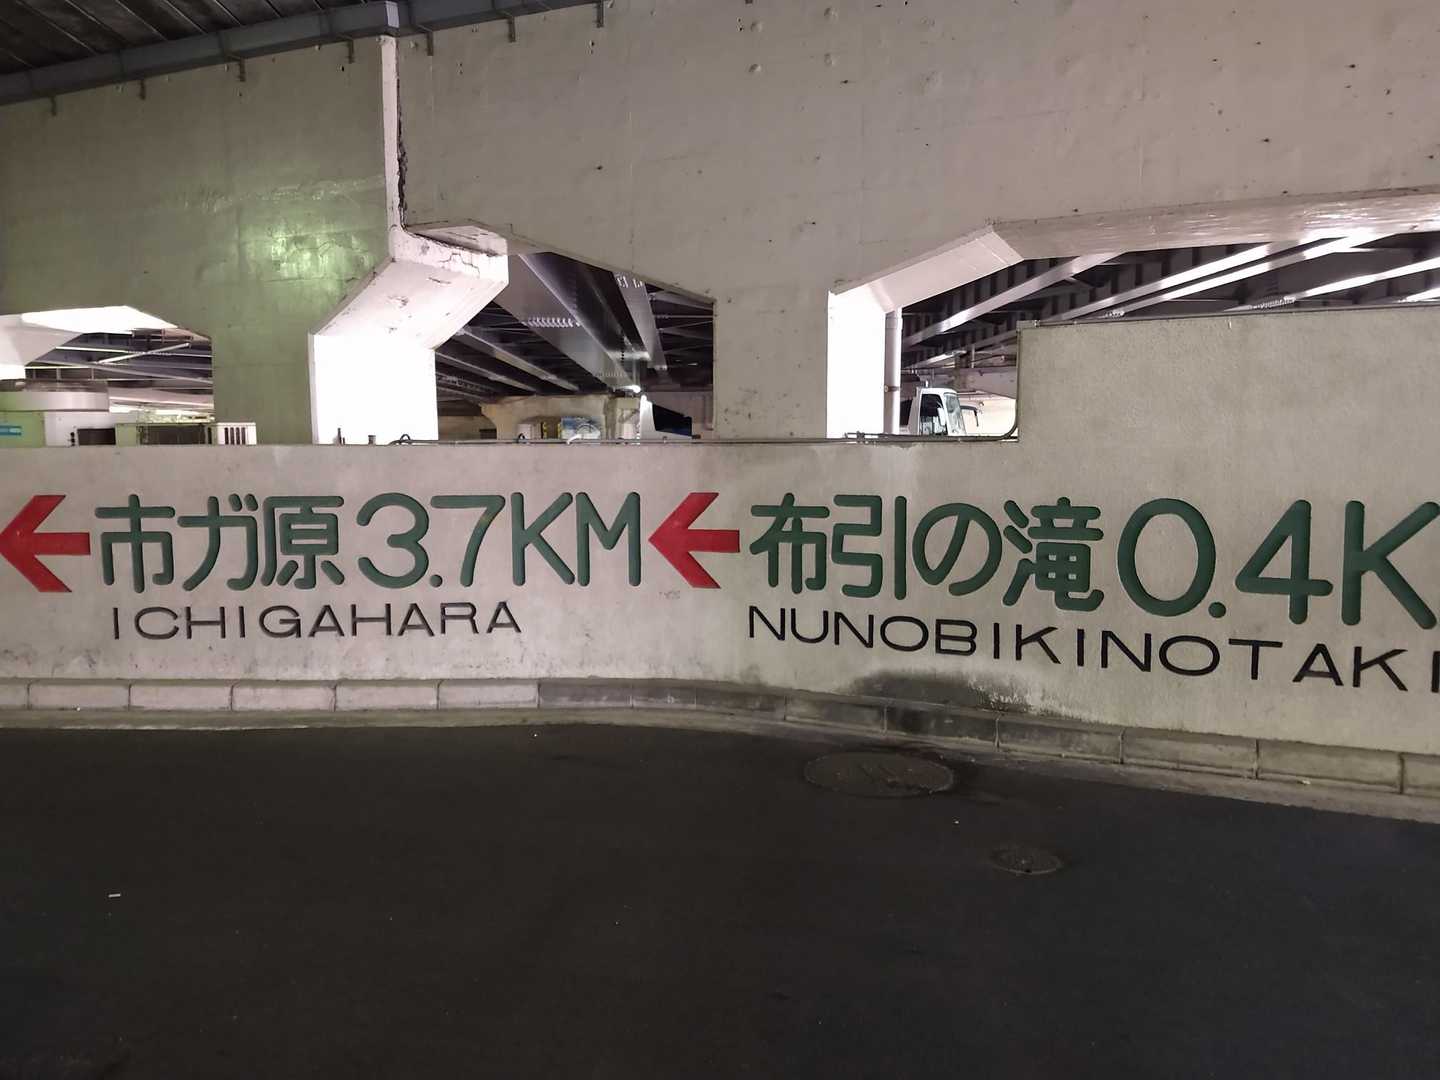 ← 市ガ原 3.7KM ← 布引の滝 0.4K
ICHIGAHARA NUNOBIKINOTAKI